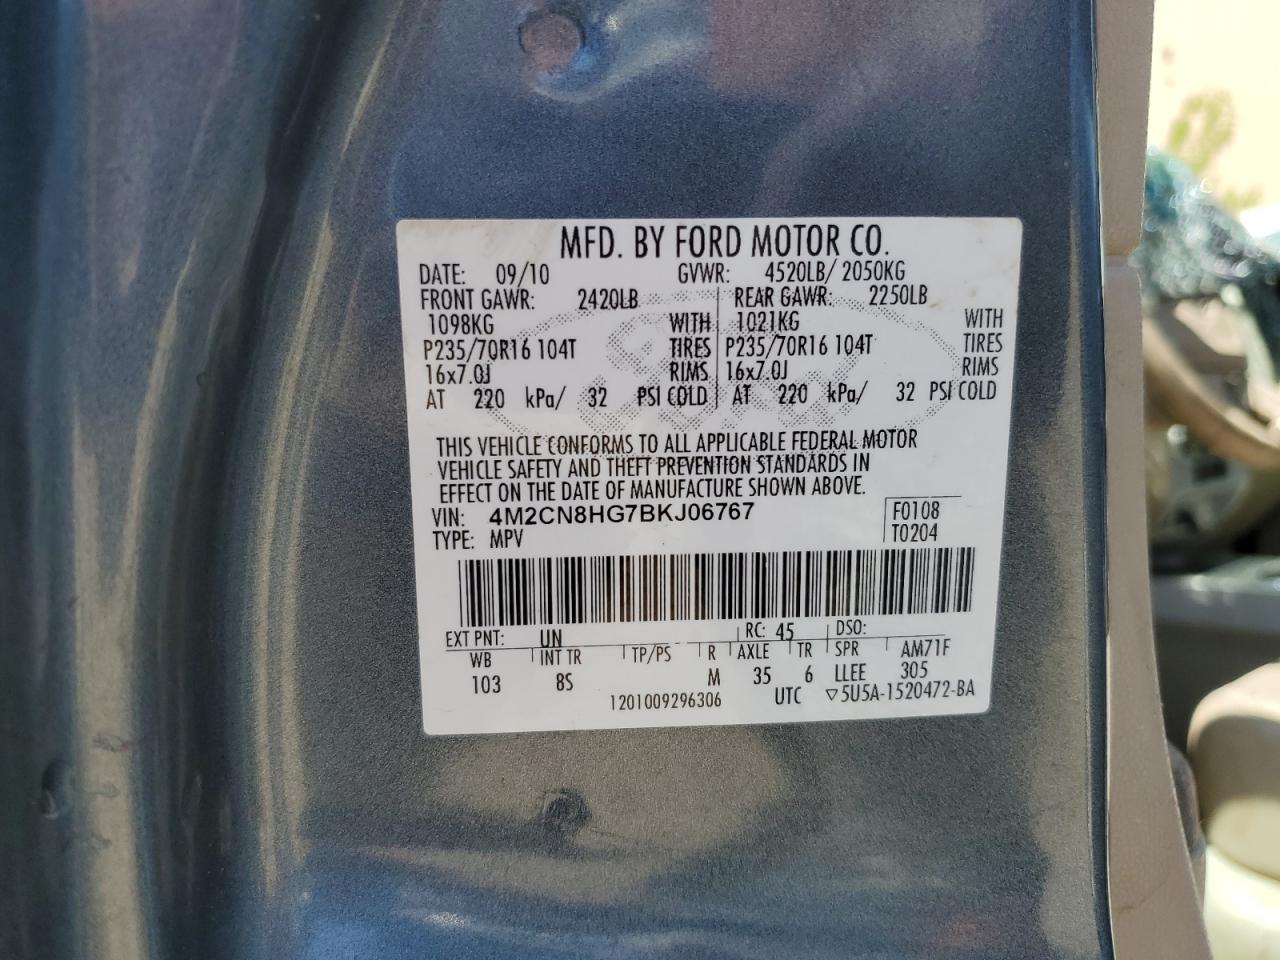 MFD. BY FORD MOTOR CO.
DATE: 09/10 GVWR: 4520LB/ 2050KG
FRONT GAWR: 2420LB REAR GAWR: 2250LB
1098KG WITH 1021KG WITH
P235/70R16 104T TIRES P235/70R16 104T TIRES
16x7.0J RIMS 16x7.0J RIMS
AT 220 kPa/ 32 PSI COLD AT 220 kPa/ 32 PSI COLD
THIS VEHICLE CONFORMS TO ALL APPLICABLE FEDERAL MOTOR
VEHICLE SAFETY AND THEFT PREVENTION STANDARDS IN
EFFECT ON THE DATE OF MANUFACTURE SHOWN ABOVE.
VIN: 4M2CN8HG7BKJ06767 F0108
TYPE: MPV T0204
EXT PNT: UN RC: 45 DSO:
WB INT TR TP/PS R AXLE TR SPR AM71F
103 8S M 35 6 LLEE 305
1201009296306 UTC ▽5U5A-1520472-BA